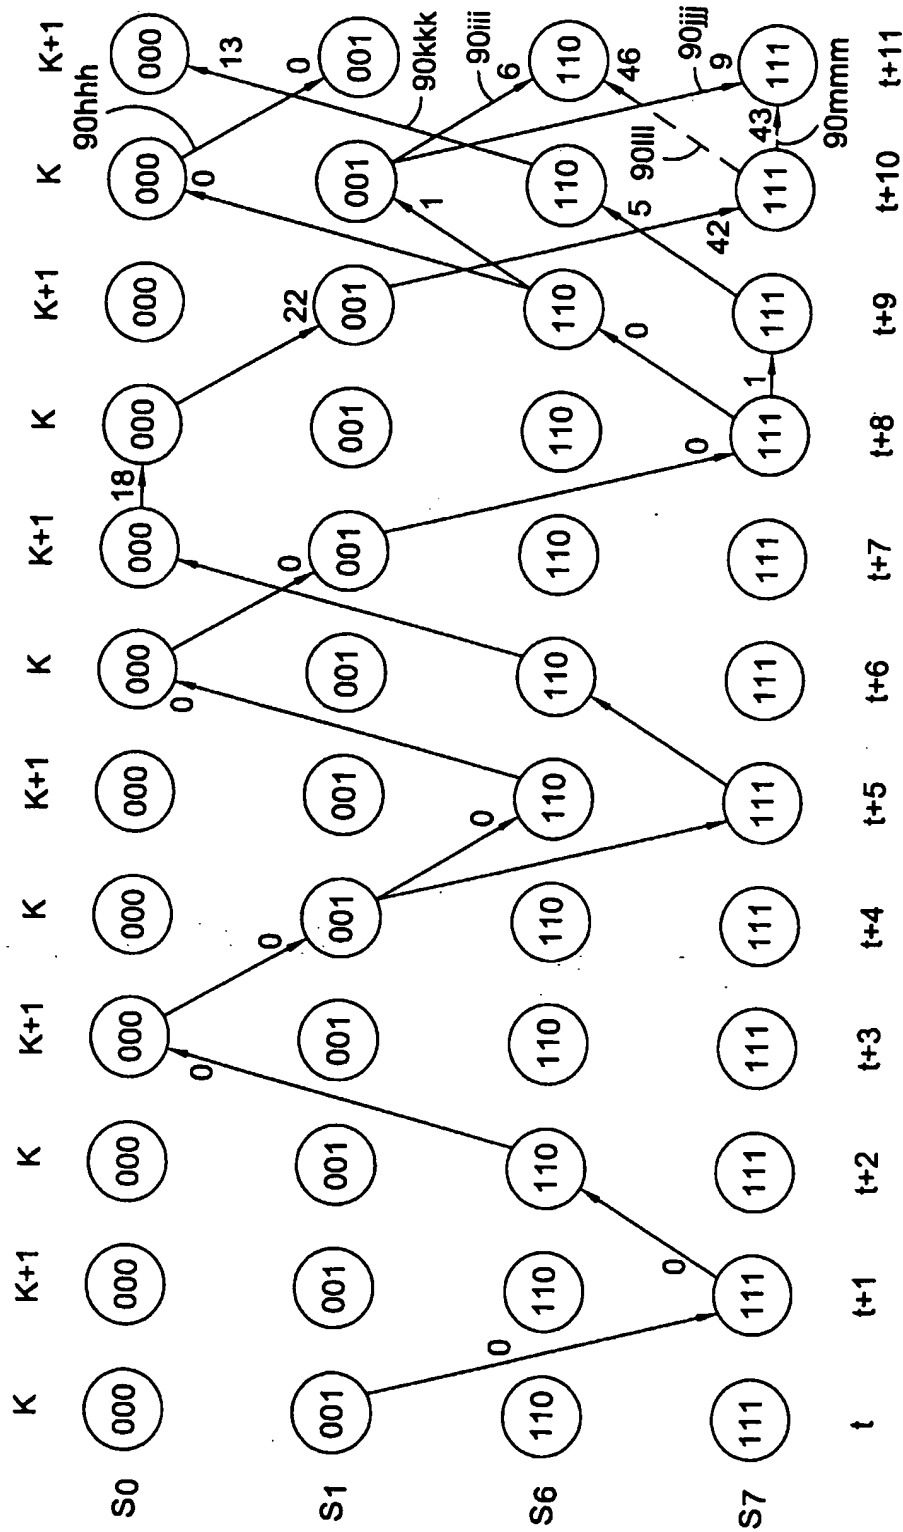 K K+1 K K+1 K K+1 K K+1 K K+1 K K+1
90hhh
S0 000 000 000 000 000 000 000 000 000 000 000 000
18
0 0 0 13
0 0 22 0
S1 001 001 001 001 001 001 001 001 001 001 001 001
90kkk
1
90iii
0 0 6
S6 110 110 110 110 110 110 110 110 110 110 110 110
0 0 5 46
90lll
0 0 42 90jjj
9
S7 111 111 111 111 111 111 111 111 111 111 111 111
1 43
90mmm
t t+1 t+2 t+3 t+4 t+5 t+6 t+7 t+8 t+9 t+10 t+11